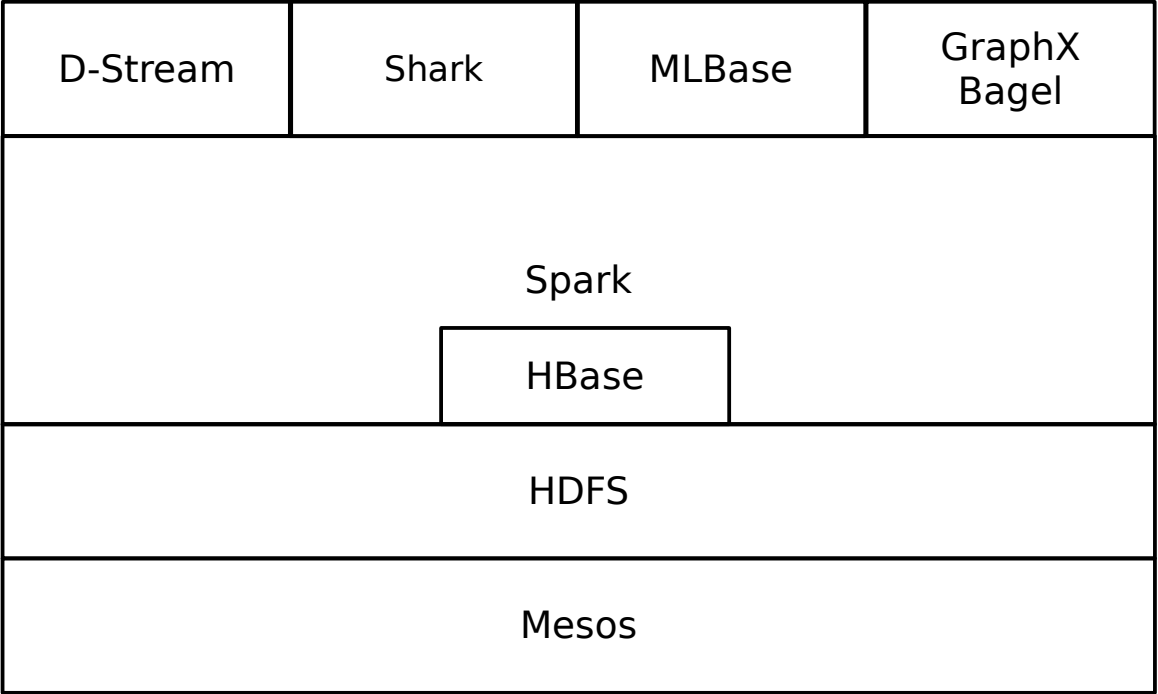 D-Stream
Shark
MLBase
GraphX
Bagel
Spark
HBase
HDFS
Mesos